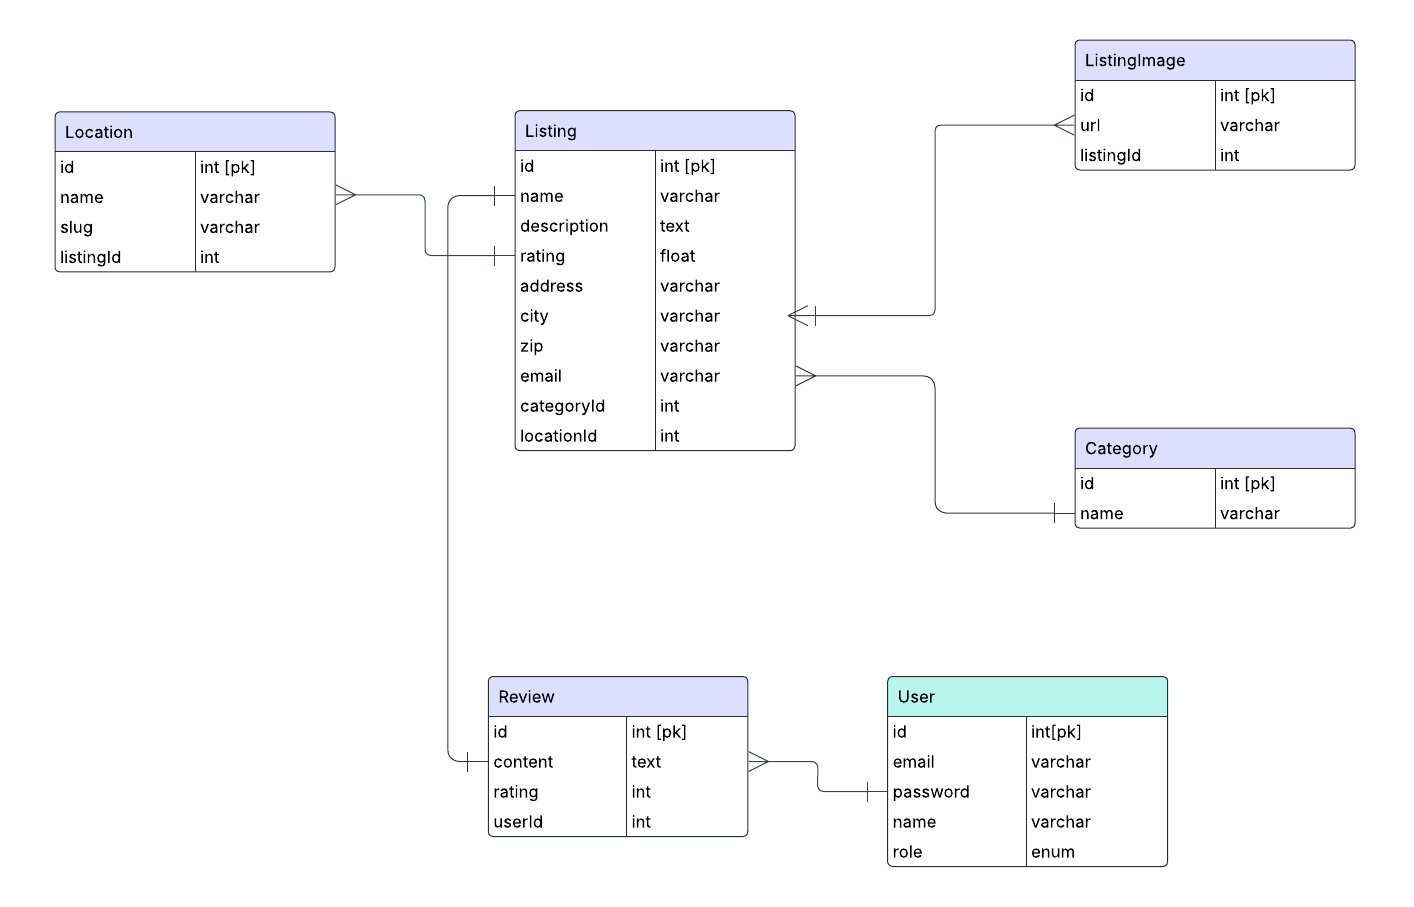 Location
id int [pk]
name varchar
slug varchar
listingId int
Listing
id int [pk]
name varchar
description text
rating float
address varchar
city varchar
zip varchar
email varchar
categoryId int
locationId int
ListingImage
id int [pk]
url varchar
listingId int
Category
id int [pk]
name varchar
Review
id int [pk]
content text
rating int
userId int
User
id int[pk]
email varchar
password varchar
name varchar
role enum